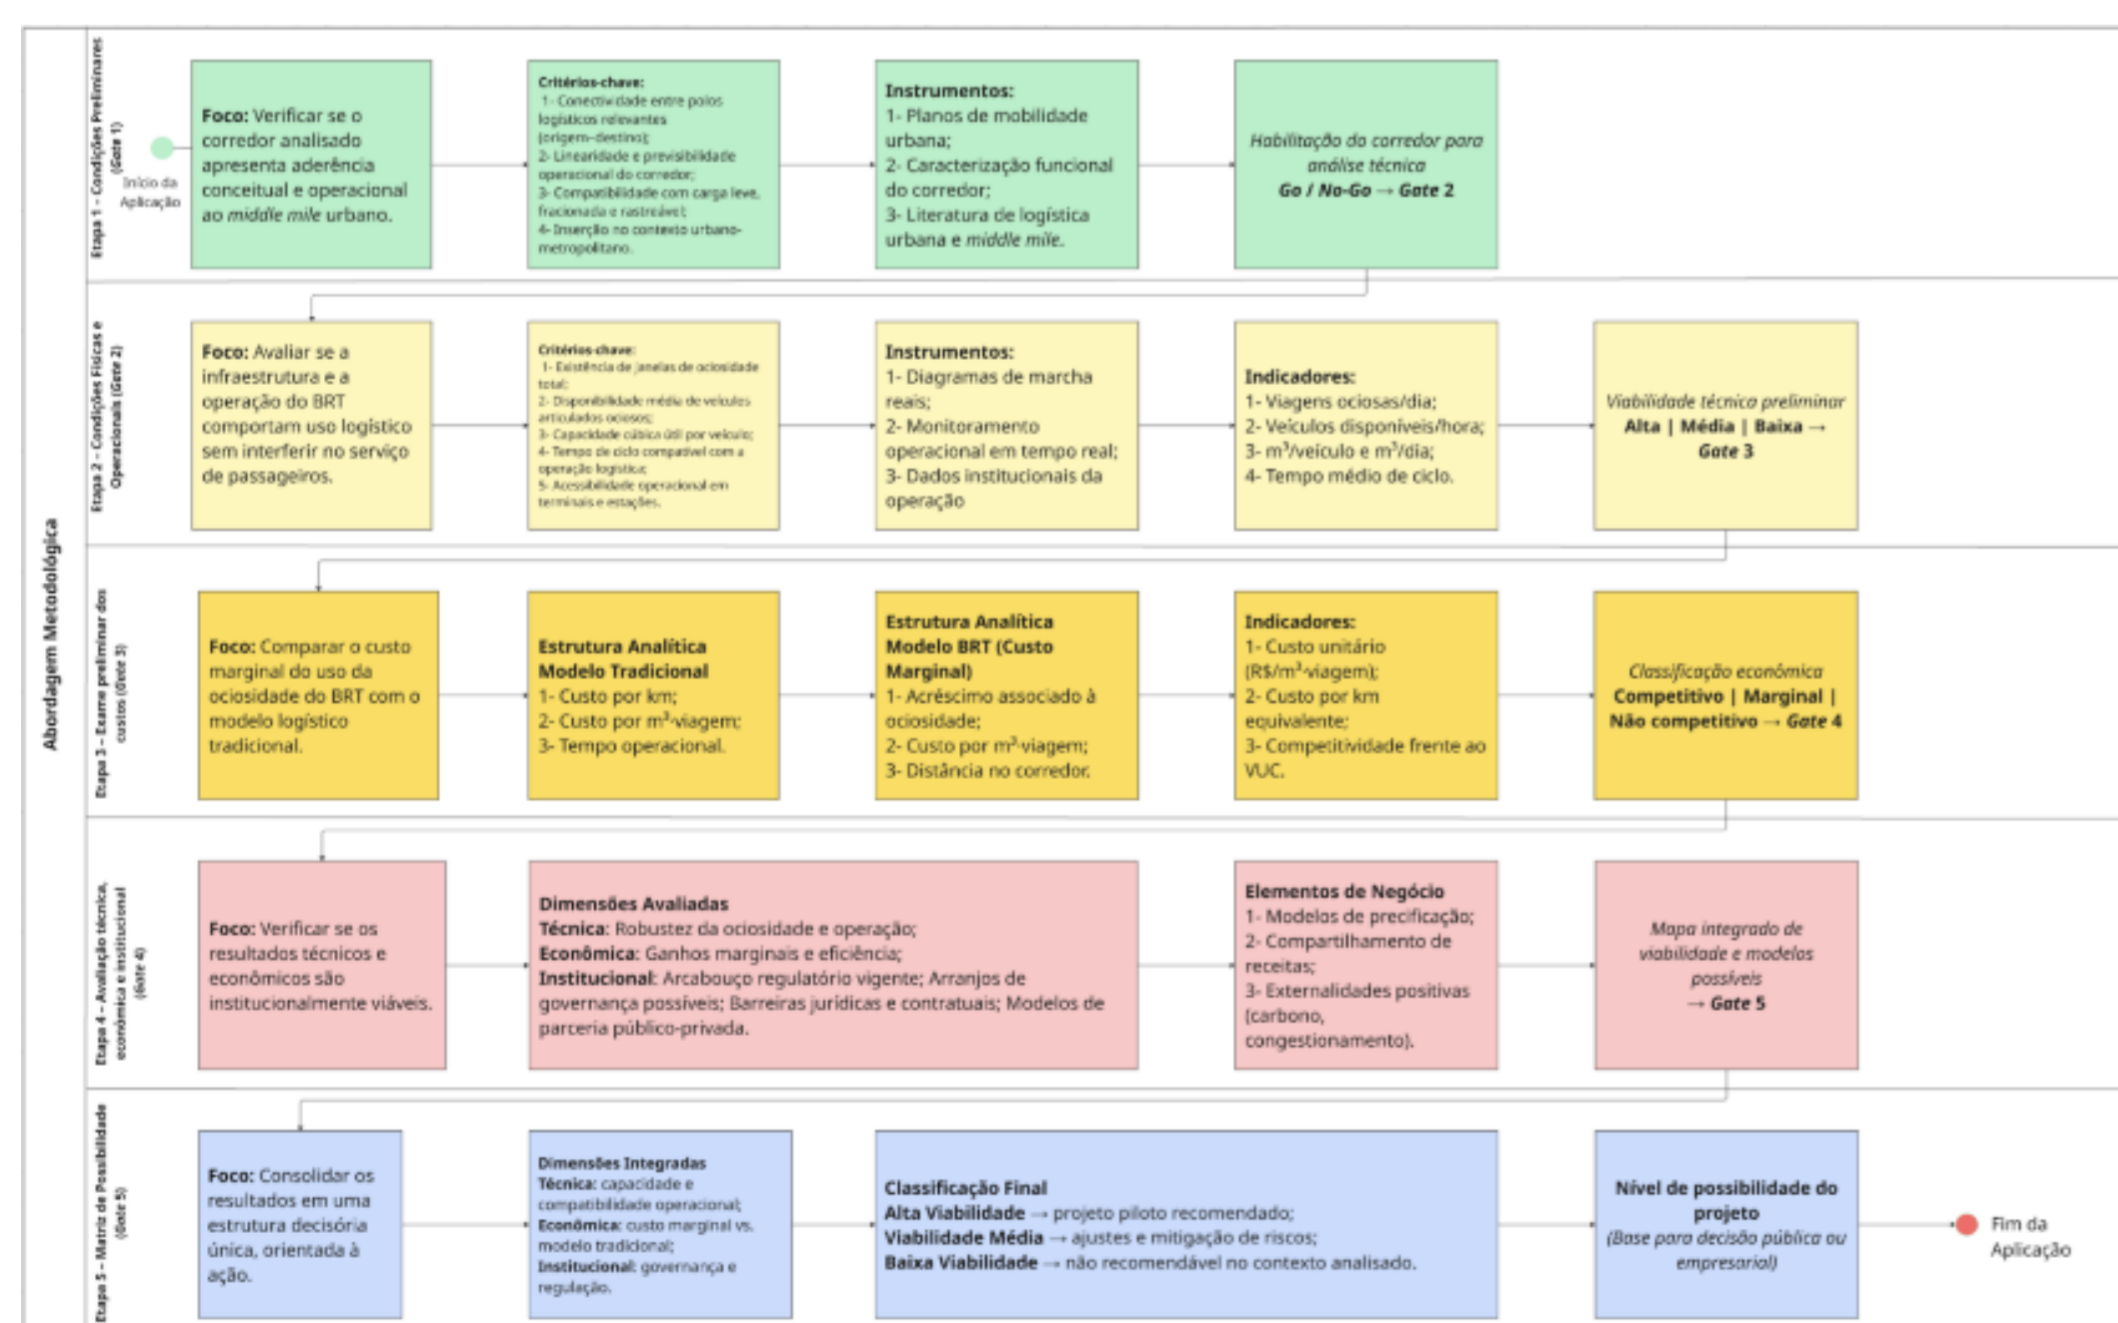 Abordagem Metodológica
Etapa 1 – Condições Preliminares
(Gate 1)
Início da
Aplicação
Foco: Verificar se o
corredor analisado
apresenta aderência
conceitual e operacional
ao middle mile urbano.
Critérios-chave:
1- Conectividade entre polos
logísticos relevantes
(origem–destino);
2- Linearidade e previsibilidade
operacional do corredor;
3- Compatibilidade com carga leve,
fracionada e rastreável;
4- Inserção no contexto urbano-
metropolitano.
Instrumentos:
1- Planos de mobilidade
urbana;
2- Caracterização funcional
do corredor;
3- Literatura de logística
urbana e middle mile.
Habilitação do corredor para
análise técnica
Go / No-Go → Gate 2
Etapa 2 – Condições Físicas e
Operacionais (Gate 2)
Foco: Avaliar se a
infraestrutura e a
operação do BRT
comportam uso logístico
sem interferir no serviço
de passageiros.
Critérios-chave:
1- Existência de janelas de ociosidade
total;
2- Disponibilidade média de veículos
articulados ociosos;
3- Capacidade cúbica útil por veículo;
4- Tempo de ciclo compatível com a
operação logística;
5- Acessibilidade operacional em
terminais e estações.
Instrumentos:
1- Diagramas de marcha
reais;
2- Monitoramento
operacional em tempo real;
3- Dados institucionais da
operação
Indicadores:
1- Viagens ociosas/dia;
2- Veículos disponíveis/hora;
3- m³/veículo e m³/dia;
4- Tempo médio de ciclo.
Viabilidade técnica preliminar
Alta | Média | Baixa →
Gate 3
Etapa 3 – Exame preliminar dos
custos (Gate 3)
Foco: Comparar o custo
marginal do uso da
ociosidade do BRT com o
modelo logístico
tradicional.
Estrutura Analítica
Modelo Tradicional
1- Custo por km;
2- Custo por m³·viagem;
3- Tempo operacional.
Estrutura Analítica
Modelo BRT (Custo
Marginal)
1- Acréscimo associado à
ociosidade;
2- Custo por m³·viagem;
3- Distância no corredor.
Indicadores:
1- Custo unitário
(R$/m³·viagem);
2- Custo por km
equivalente;
3- Competitividade frente ao
VUC.
Classificação econômica
Competitivo | Marginal |
Não competitivo → Gate 4
Etapa 4 – Avaliação técnica,
econômica e institucional
(Gate 4)
Foco: Verificar se os
resultados técnicos e
econômicos são
institucionalmente viáveis.
Dimensões Avaliadas
Técnica: Robustez da ociosidade e operação;
Econômica: Ganhos marginais e eficiência;
Institucional: Arcabouço regulatório vigente; Arranjos de
governança possíveis; Barreiras jurídicas e contratuais; Modelos de
parceria público-privada.
Elementos de Negócio
1- Modelos de precificação;
2- Compartilhamento de
receitas;
3- Externalidades positivas
(carbono,
congestionamento).
Mapa integrado de
viabilidade e modelos
possíveis
→ Gate 5
Etapa 5 – Matriz de Possibilidade
(Gate 5)
Foco: Consolidar os
resultados em uma
estrutura decisória
única, orientada à
ação.
Dimensões Integradas
Técnica: capacidade e
compatibilidade operacional;
Econômica: custo marginal vs.
modelo tradicional;
Institucional: governança e
regulação.
Classificação Final
Alta Viabilidade → projeto piloto recomendado;
Viabilidade Média → ajustes e mitigação de riscos;
Baixa Viabilidade → não recomendável no contexto analisado.
Nível de possibilidade do
projeto
(Base para decisão pública ou
empresarial)
Fim da
Aplicação